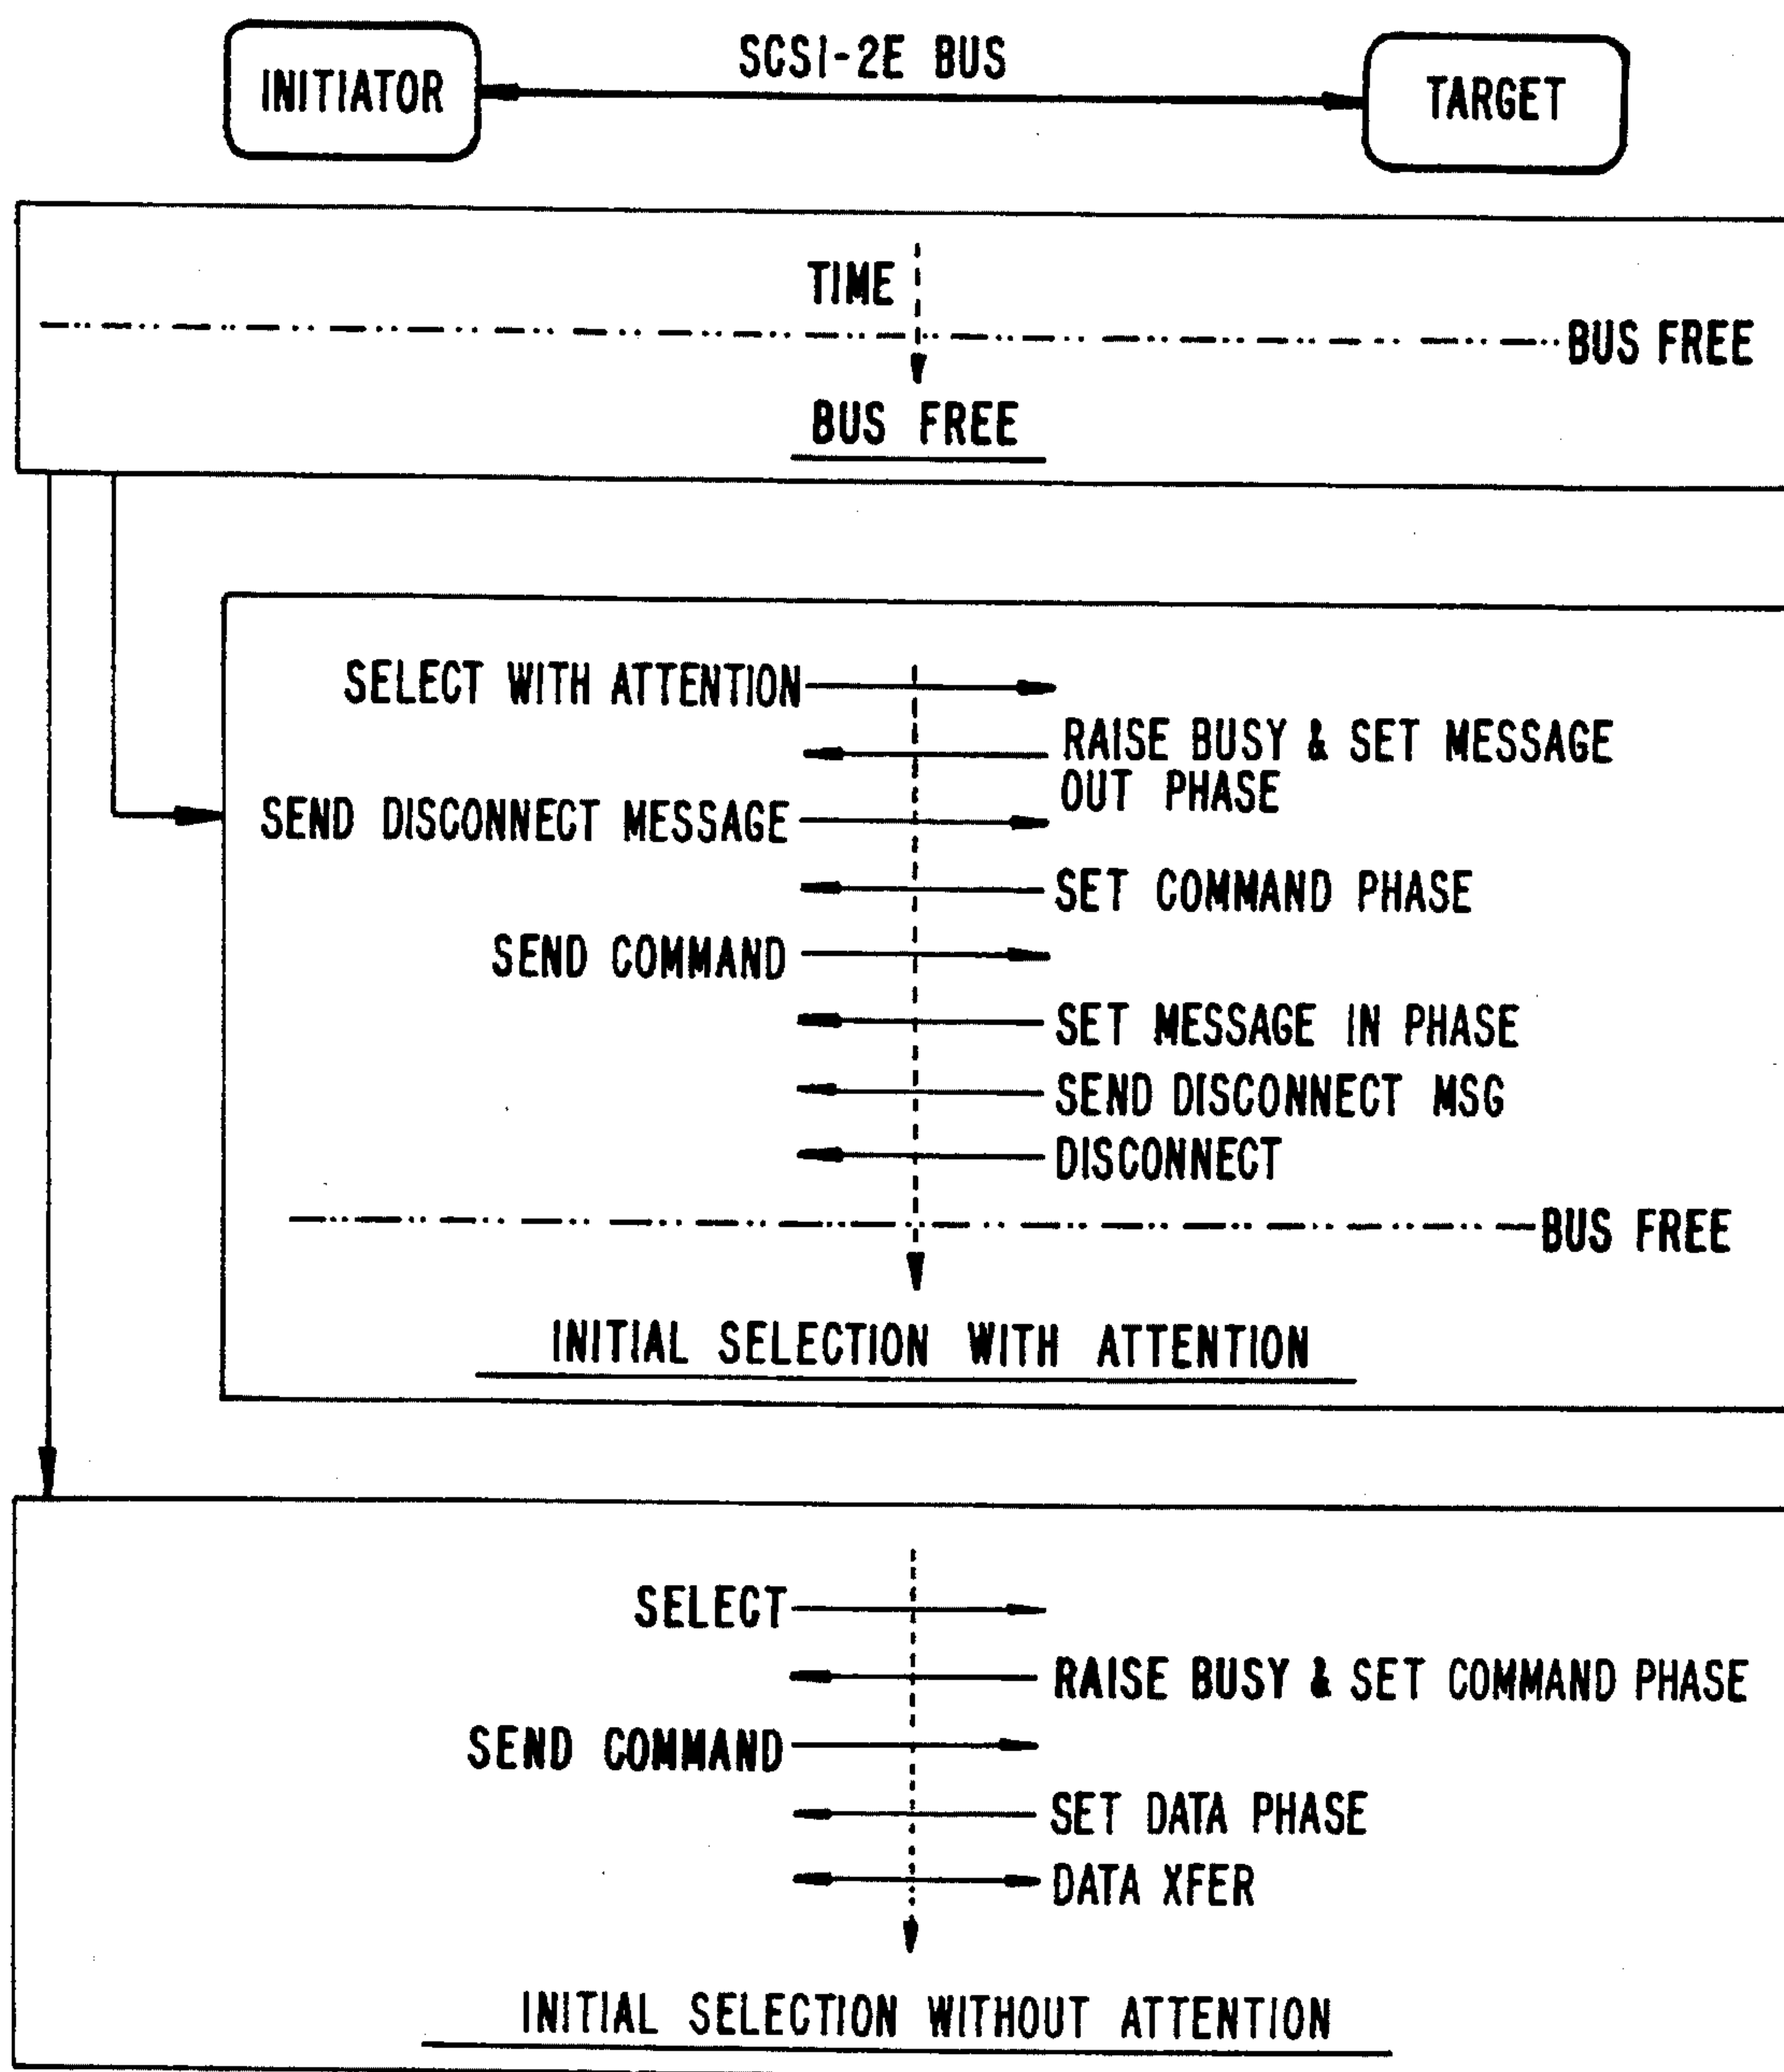 SCSI-2E BUS
INITIATOR
TARGET
TIME
BUS FREE
BUS FREE
SELECT WITH ATTENTION
RAISE BUSY & SET MESSAGE
OUT PHASE
SEND DISCONNECT MESSAGE
SET COMMAND PHASE
SEND COMMAND
SET MESSAGE IN PHASE
SEND DISCONNECT MSG
DISCONNECT
BUS FREE
INITIAL SELECTION WITH ATTENTION
SELECT
RAISE BUSY & SET COMMAND PHASE
SEND COMMAND
SET DATA PHASE
DATA XFER
INITIAL SELECTION WITHOUT ATTENTION